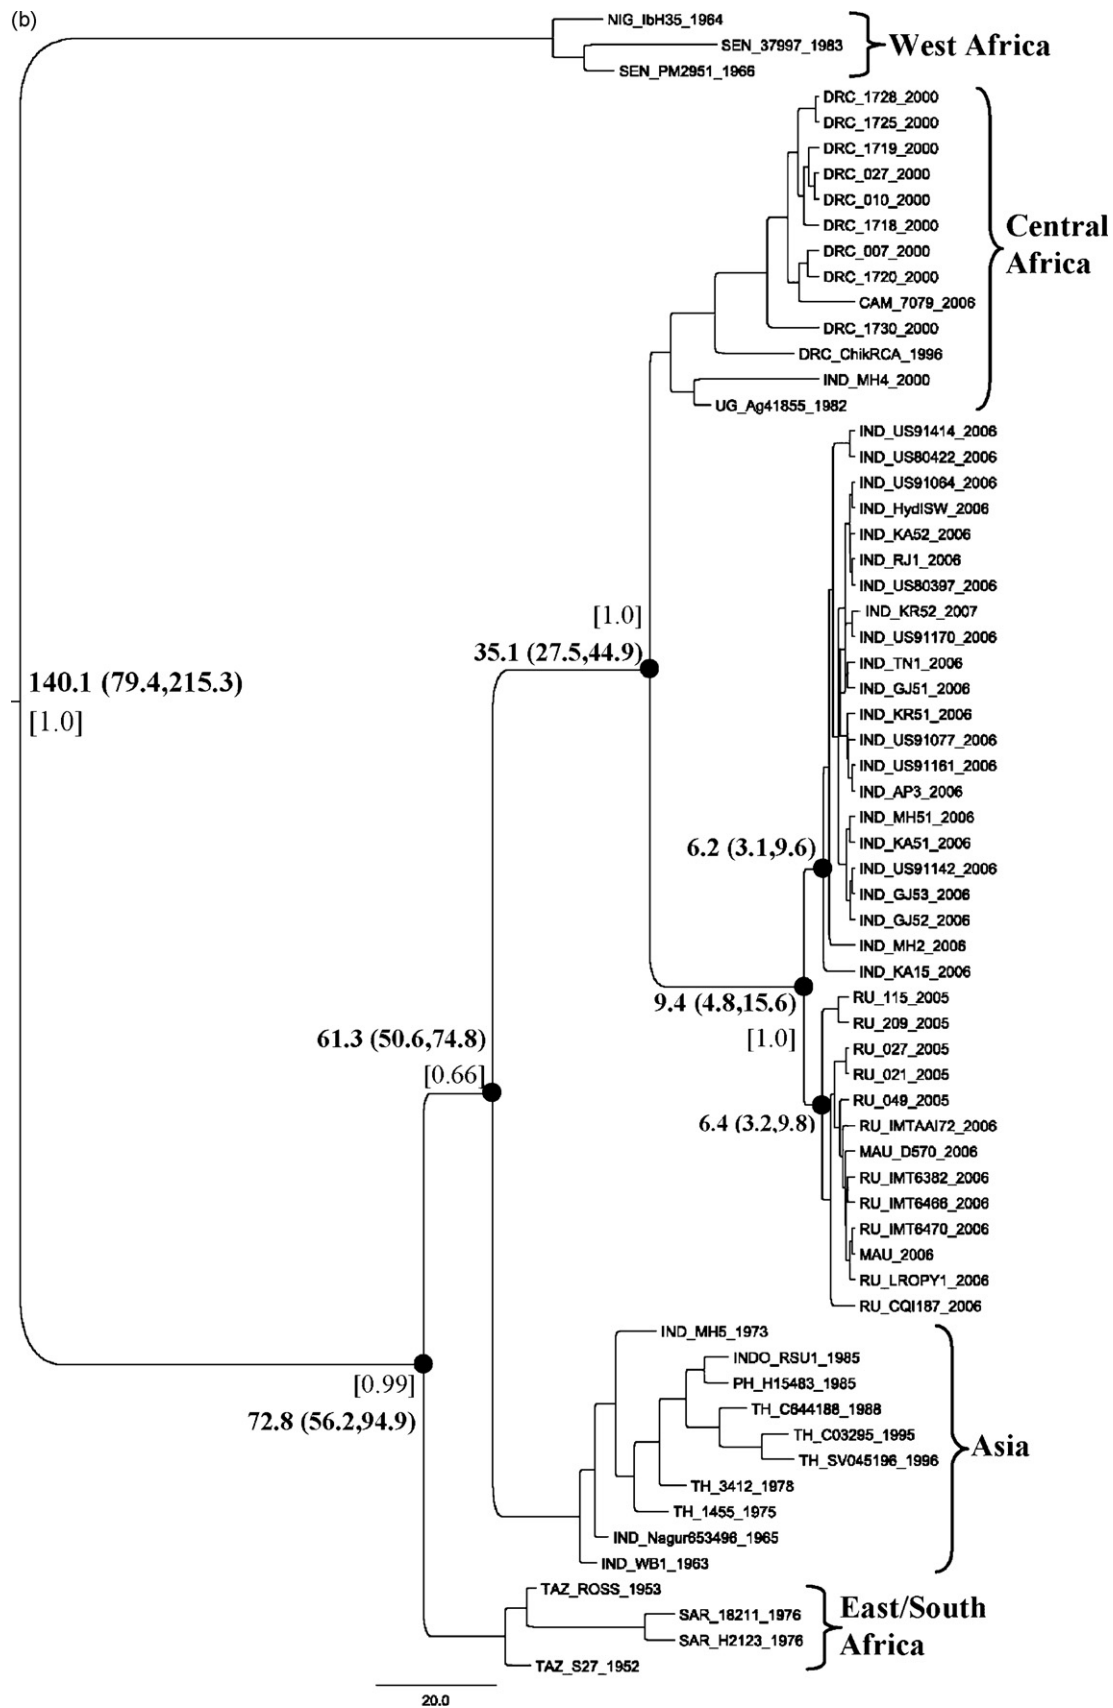 (b)
NIG_IbH35_1964
SEN_37997_1983
SEN_PM2951_1966
West Africa
DRC_1728_2000
DRC_1725_2000
DRC_1719_2000
DRC_027_2000
DRC_010_2000
DRC_1718_2000
DRC_007_2000
DRC_1720_2000
CAM_7079_2006
DRC_1730_2000
DRC_ChikRCA_1996
IND_MH4_2000
UG_Ag41855_1982
Central
Africa
IND_US91414_2006
IND_US80422_2006
IND_US91064_2006
IND_HydISW_2006
IND_KA52_2006
IND_RJ1_2006
IND_US80397_2006
IND_KR52_2007
IND_US91170_2006
IND_TN1_2006
IND_GJ51_2006
IND_KR51_2006
IND_US91077_2006
IND_US91161_2006
IND_AP3_2006
IND_MH51_2006
IND_KA51_2006
IND_US91142_2006
IND_GJ53_2006
IND_GJ52_2006
IND_MH2_2006
IND_KA15_2006
[1.0]
35.1 (27.5,44.9)
140.1 (79.4,215.3)
[1.0]
6.2 (3.1,9.6)
9.4 (4.8,15.6)
[1.0]
61.3 (50.6,74.8)
[0.66]
6.4 (3.2,9.8)
RU_115_2005
RU_209_2005
RU_027_2005
RU_021_2005
RU_049_2005
RU_IMTAAI72_2006
MAU_D570_2006
RU_IMT6382_2006
RU_IMT6466_2006
RU_IMT6470_2006
MAU_2006
RU_LROPY1_2006
RU_CQI187_2006
[0.99]
72.8 (56.2,94.9)
IND_MH5_1973
INDO_RSU1_1985
PH_H15483_1985
TH_C644188_1988
TH_C03295_1995
TH_SV045196_1996
TH_3412_1978
TH_1455_1975
IND_Nagur653496_1965
IND_WB1_1963
Asia
TAZ_ROSS_1953
SAR_18211_1976
SAR_H2123_1976
TAZ_S27_1952
East/South
Africa
20.0